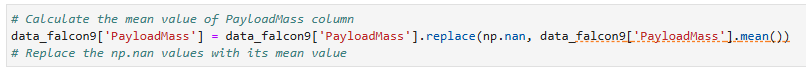 # Calculate the mean value of PayloadMass column
data_falcon9['PayloadMass'] = data_falcon9['PayloadMass'].replace(np.nan, data_falcon9['PayloadMass'].mean())
# Replace the np.nan values with its mean value